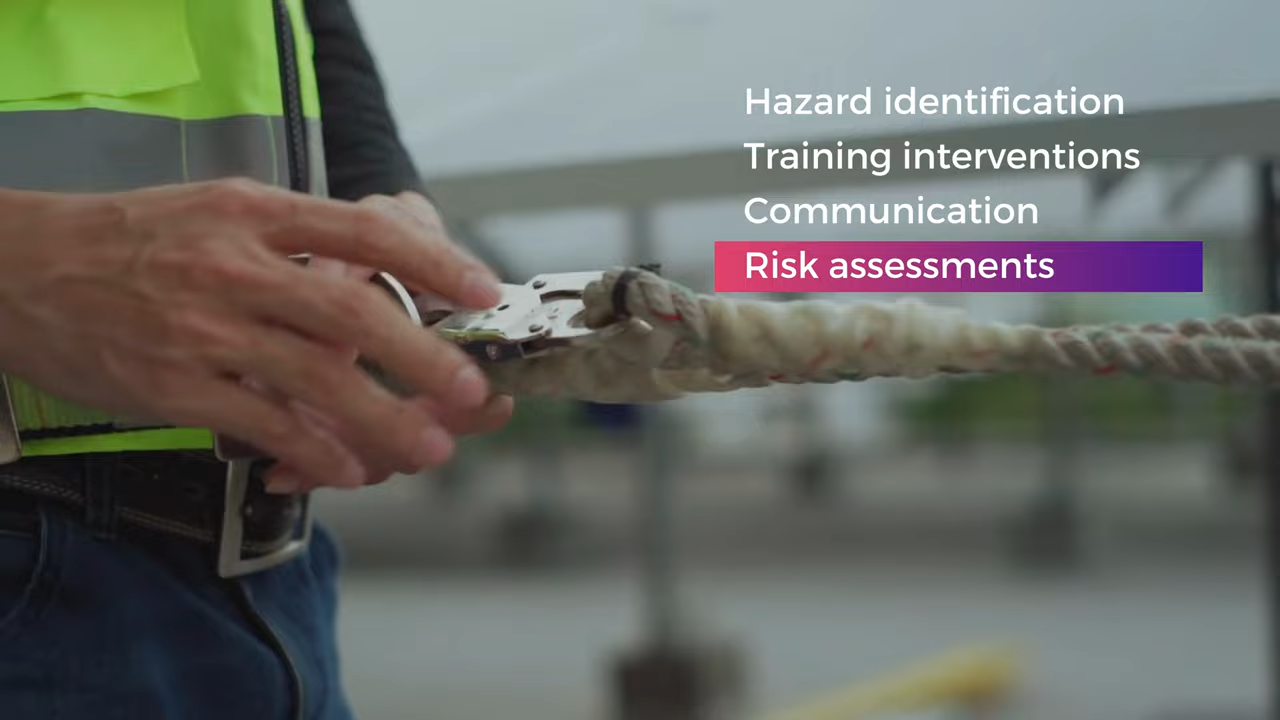 Hazard identification
Training interventions
Communication
Risk assessments